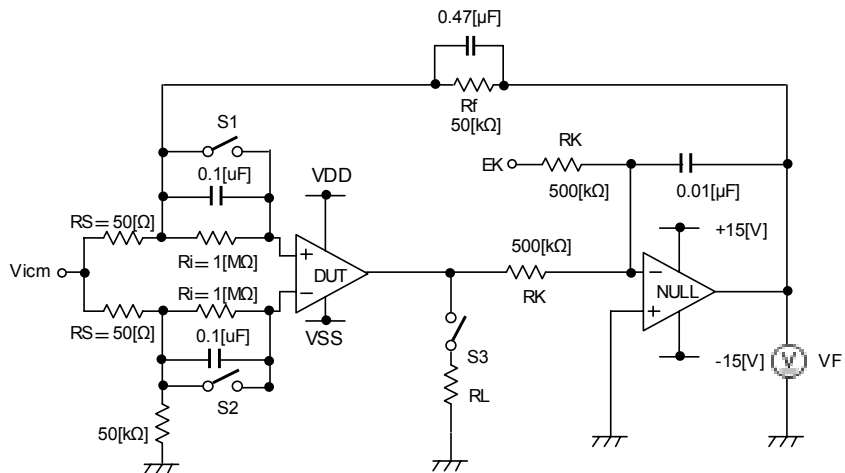 0.47[µF]
Rf
50[kΩ]
S1
EK
RK
VDD
0.1[uF]
500[kΩ]
0.01[µF]
RS=50[Ω]
+15[V]
Ri=1[MΩ]
500[kΩ]
Vicm
+
DUT
−
−
NULL
+
Ri=1[MΩ]
RK
RS=50[Ω]
VSS
0.1[uF]
S3
-15[V]
V
VF
S2
RL
50[kΩ]